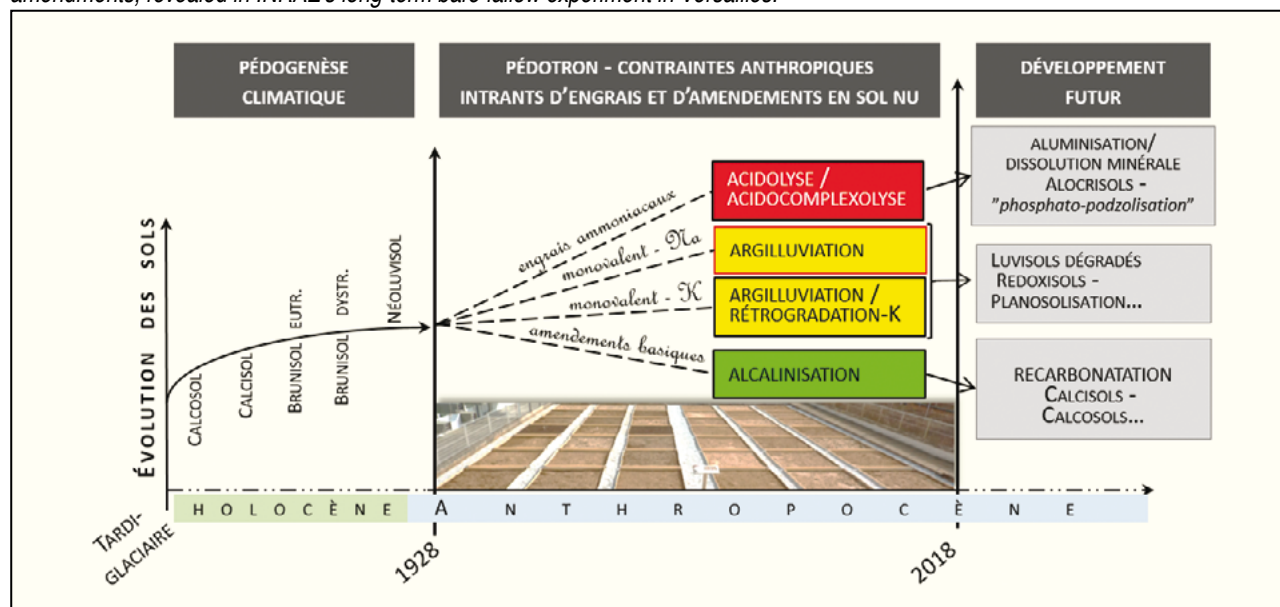 amendments, revealed in INRAE's long-term bare fallow experiment in Versailles.
PÉDOGENÈSE
CLIMATIQUE
PÉDOTRON - CONTRAINTES ANTHROPIQUES
INTRANTS D'ENGRAIS ET D'AMENDEMENTS EN SOL NU
DÉVELOPPEMENT
FUTUR
ÉVOLUTION DES SOLS
CALCOSOL
CALCISOL
BRUNISOL EUTR.
BRUNISOL DYSTR.
NÉOLUVISOL
engrais ammoniacaux
monovalent - Na
monovalent - K
amendements basiques
ACIDOLYSE /
ACIDOCOMPLEXOLYSE
ARGILLUVIATION
ARGILLUVIATION /
RÉTROGRADATION-K
ALCALINISATION
ALUMINISATION/
DISSOLUTION MINÉRALE
ALOCRISOLS -
"phosphato-podzolisation"
LUVISOLS DÉGRADÉS
REDOXISOLS -
PLANOSOLISATION...
RECARBONATATION
CALCISOLS -
CALCOSOLS...
TARDI-
GLACIAIRE
HOLOCÈNE
ANTHROPOCÈNE
1928
2018